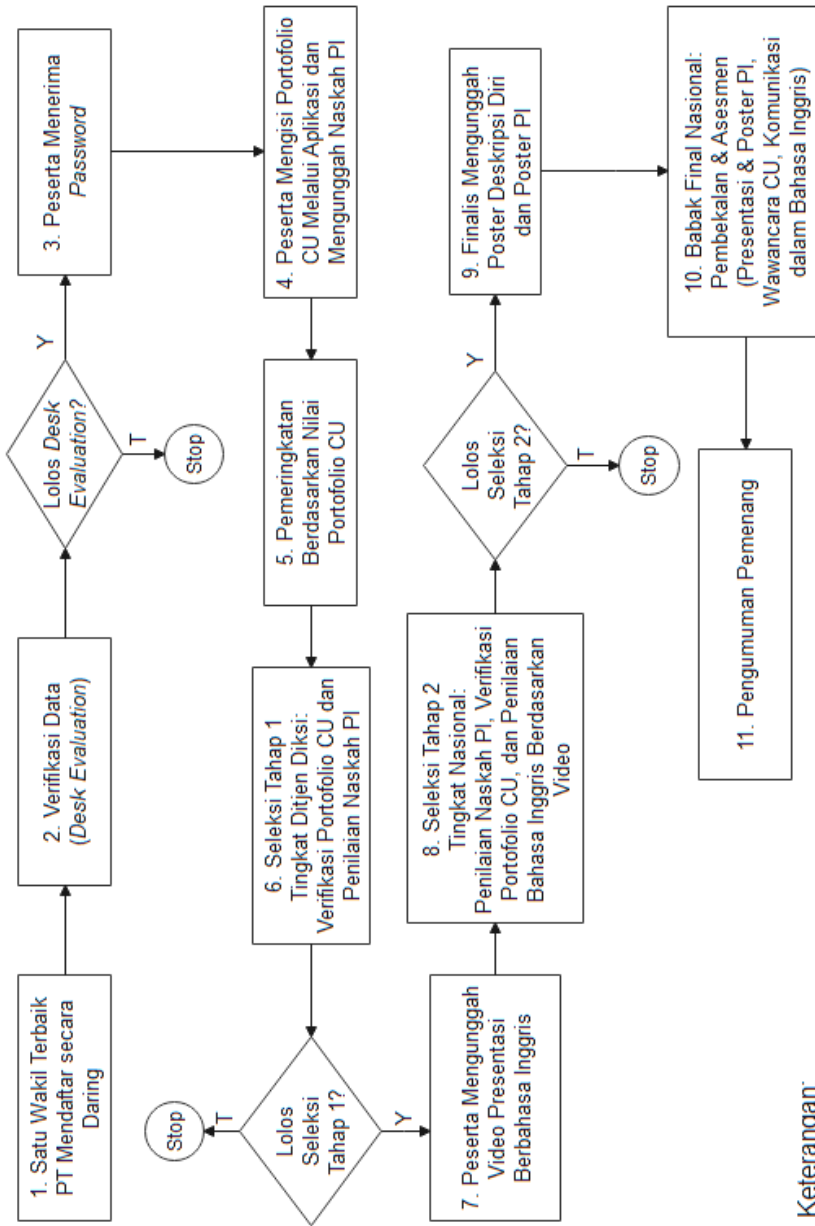 1. Satu Wakil Terbaik
PT Mendaftar secara
Daring
2. Verifikasi Data
(Desk Evaluation)
Lolos Desk
Evaluation?
Y
T
Stop
3. Peserta Menerima
Password
4. Peserta Mengisi Portofolio
CU Melalui Aplikasi dan
Mengunggah Naskah PI
5. Pemeringkatan
Berdasarkan Nilai
Portofolio CU
6. Seleksi Tahap 1
Tingkat Ditjen Diksi:
Verifikasi Portofolio CU dan
Penilaian Naskah PI
Lolos
Seleksi
Tahap 1?
T
Stop
Y
7. Peserta Mengunggah
Video Presentasi
Berbahasa Inggris
8. Seleksi Tahap 2
Tingkat Nasional:
Penilaian Naskah PI, Verifikasi
Portofolio CU, dan Penilaian
Bahasa Inggris Berdasarkan
Video
Lolos
Seleksi
Tahap 2?
Y
T
Stop
9. Finalis Mengunggah
Poster Deskripsi Diri
dan Poster PI
10. Babak Final Nasional:
Pembekalan & Asesmen
(Presentasi & Poster PI,
Wawancara CU, Komunikasi
dalam Bahasa Inggris)
11. Pengumuman Pemenang
Keterangan: